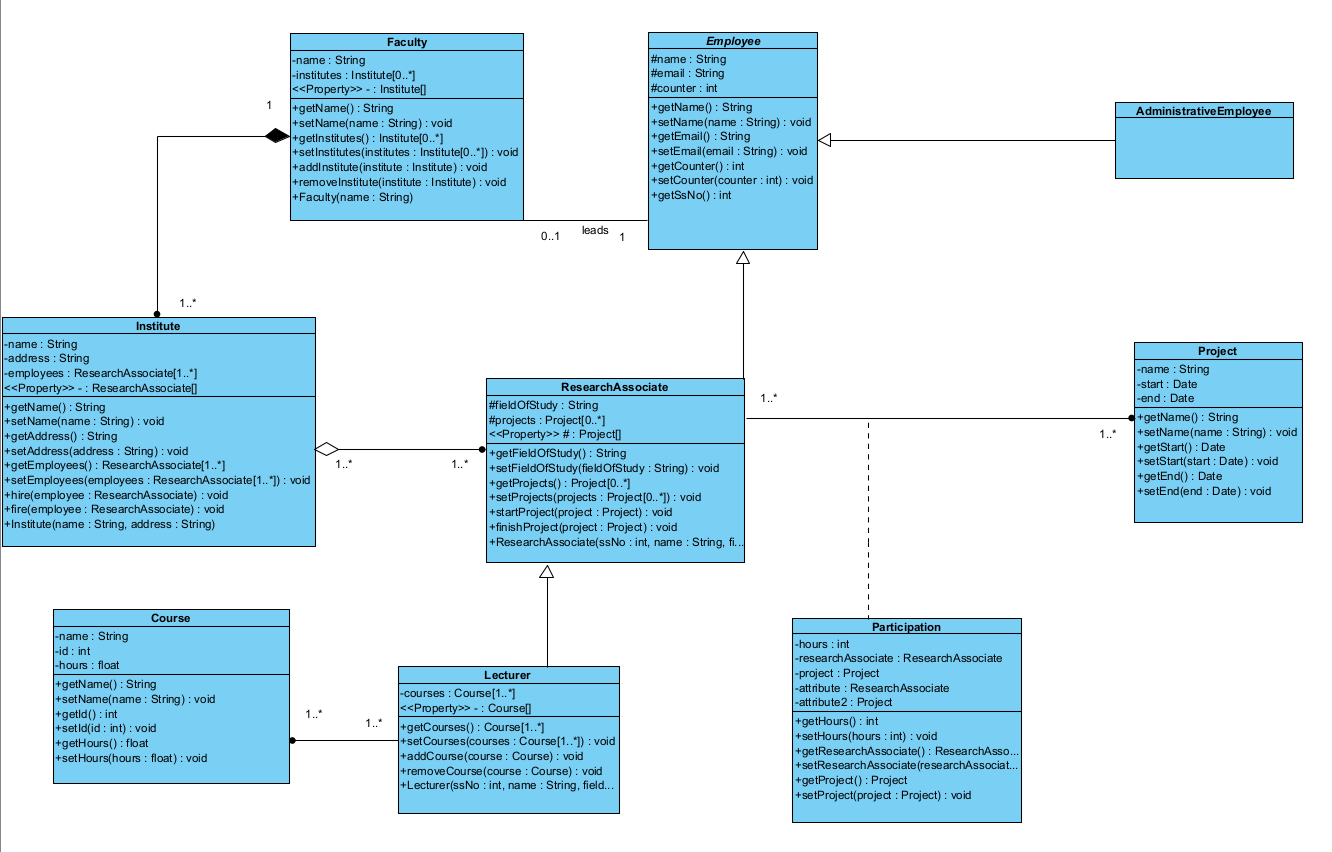 Faculty
-name : String
-institutes : Institute[0..*]
<<Property>> - : Institute[]
+getName() : String
+setName(name : String) : void
+getInstitutes() : Institute[0..*]
+setInstitutes(institutes : Institute[0..*]) : void
+addInstitute(institute : Institute) : void
+removeInstitute(institute : Institute) : void
+Faculty(name : String)
Employee
#name : String
#email : String
#counter : int
+getName() : String
+setName(name : String) : void
+getEmail() : String
+setEmail(email : String) : void
+getCounter() : int
+setCounter(counter : int) : void
+getSsNo() : int
AdministrativeEmployee
1
0..1
leads
1
1..*
Institute
-name : String
-address : String
-employees : ResearchAssociate[1..*]
<<Property>> - : ResearchAssociate[]
+getName() : String
+setName(name : String) : void
+getAddress() : String
+setAddress(address : String) : void
+getEmployees() : ResearchAssociate[1..*]
+setEmployees(employees : ResearchAssociate[1..*]) : void
+hire(employee : ResearchAssociate) : void
+fire(employee : ResearchAssociate) : void
+Institute(name : String, address : String)
1..*
1..*
ResearchAssociate
#fieldOfStudy : String
#projects : Project[0..*]
<<Property>> # : Project[]
+getFieldOfStudy() : String
+setFieldOfStudy(fieldOfStudy : String) : void
+getProjects() : Project[0..*]
+setProjects(projects : Project[0..*]) : void
+startProject(project : Project) : void
+finishProject(project : Project) : void
+ResearchAssociate(ssNo : int, name : String, fi...
1..*
1..*
Project
-name : String
-start : Date
-end : Date
+getName() : String
+setName(name : String) : void
+getStart() : Date
+setStart(start : Date) : void
+getEnd() : Date
+setEnd(end : Date) : void
Course
-name : String
-id : int
-hours : float
+getName() : String
+setName(name : String) : void
+getId() : int
+setId(id : int) : void
+getHours() : float
+setHours(hours : float) : void
1..*
1..*
Lecturer
-courses : Course[1..*]
<<Property>> - : Course[]
+getCourses() : Course[1..*]
+setCourses(courses : Course[1..*]) : void
+addCourse(course : Course) : void
+removeCourse(course : Course) : void
+Lecturer(ssNo : int, name : String, field...
Participation
-hours : int
-researchAssociate : ResearchAssociate
-project : Project
-attribute : ResearchAssociate
-attribute2 : Project
+getHours() : int
+setHours(hours : int) : void
+getResearchAssociate() : ResearchAsso...
+setResearchAssociate(researchAssociat...
+getProject() : Project
+setProject(project : Project) : void